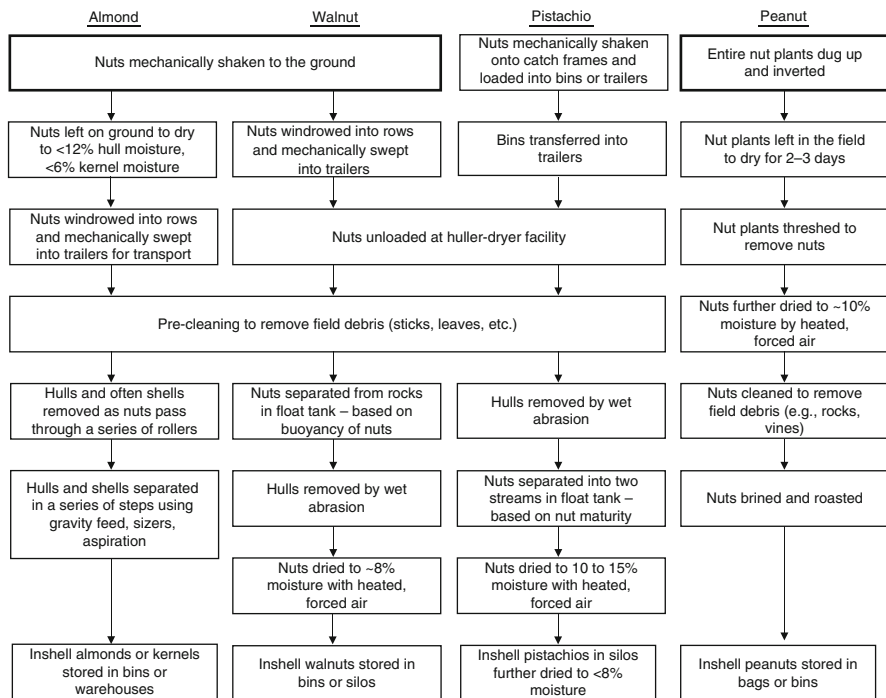 Almond
Walnut
Pistachio
Peanut
Nuts mechanically shaken to the ground
Nuts mechanically shaken
onto catch frames and
loaded into bins or trailers
Entire nut plants dug up
and inverted
Nuts left on ground to dry
to <12% hull moisture,
<6% kernel moisture
Nuts windrowed into rows
and mechanically swept
into trailers
Bins transferred into
trailers
Nut plants left in the field
to dry for 2–3 days
Nuts windrowed into rows
and mechanically swept
into trailers for transport
Nuts unloaded at huller-dryer facility
Nut plants threshed to
remove nuts
Pre-cleaning to remove field debris (sticks, leaves, etc.)
Nuts further dried to ~10%
moisture by heated,
forced air
Hulls and often shells
removed as nuts pass
through a series of rollers
Nuts separated from rocks
in float tank – based on
buoyancy of nuts
Hulls removed by wet
abrasion
Nuts cleaned to remove
field debris (e.g., rocks,
vines)
Hulls and shells separated
in a series of steps using
gravity feed, sizers,
aspiration
Hulls removed by wet
abrasion
Nuts separated into two
streams in float tank –
based on nut maturity
Nuts brined and roasted
Nuts dried to ~8%
moisture with heated,
forced air
Nuts dried to 10 to 15%
moisture with heated,
forced air
Inshell almonds or kernels
stored in bins or
warehouses
Inshell walnuts stored in
bins or silos
Inshell pistachios in silos
further dried to <8%
moisture
Inshell peanuts stored in
bags or bins